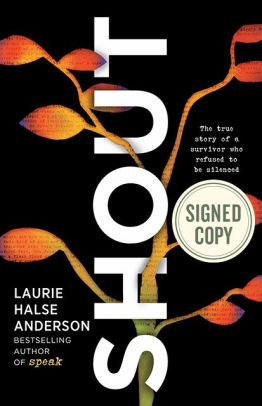 SHOUT
The true
story of a
survivor who
refused to
be silenced
SIGNED
COPY
LAURIE
HALSE
ANDERSON
BESTSELLING
AUTHOR
OF speak